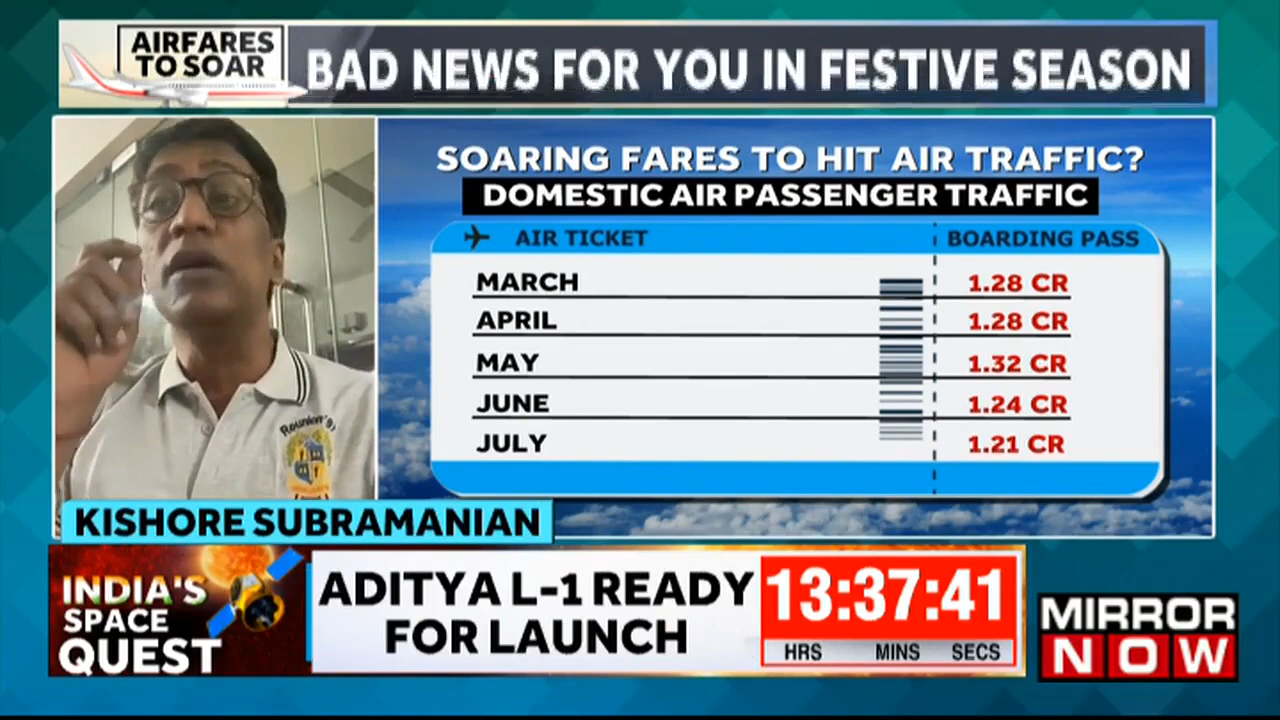 AIRFARES
TO SOAR
BAD NEWS FOR YOU IN FESTIVE SEASON
SOARING FARES TO HIT AIR TRAFFIC?
DOMESTIC AIR PASSENGER TRAFFIC
AIR TICKET BOARDING PASS
MARCH 1.28 CR
APRIL 1.28 CR
MAY 1.32 CR
JUNE 1.24 CR
JULY 1.21 CR
KISHORE SUBRAMANIAN
INDIA'S
SPACE
QUEST
ADITYA L-1 READY
FOR LAUNCH
13:37:41
HRS MINS SECS
MIRROR
NOW